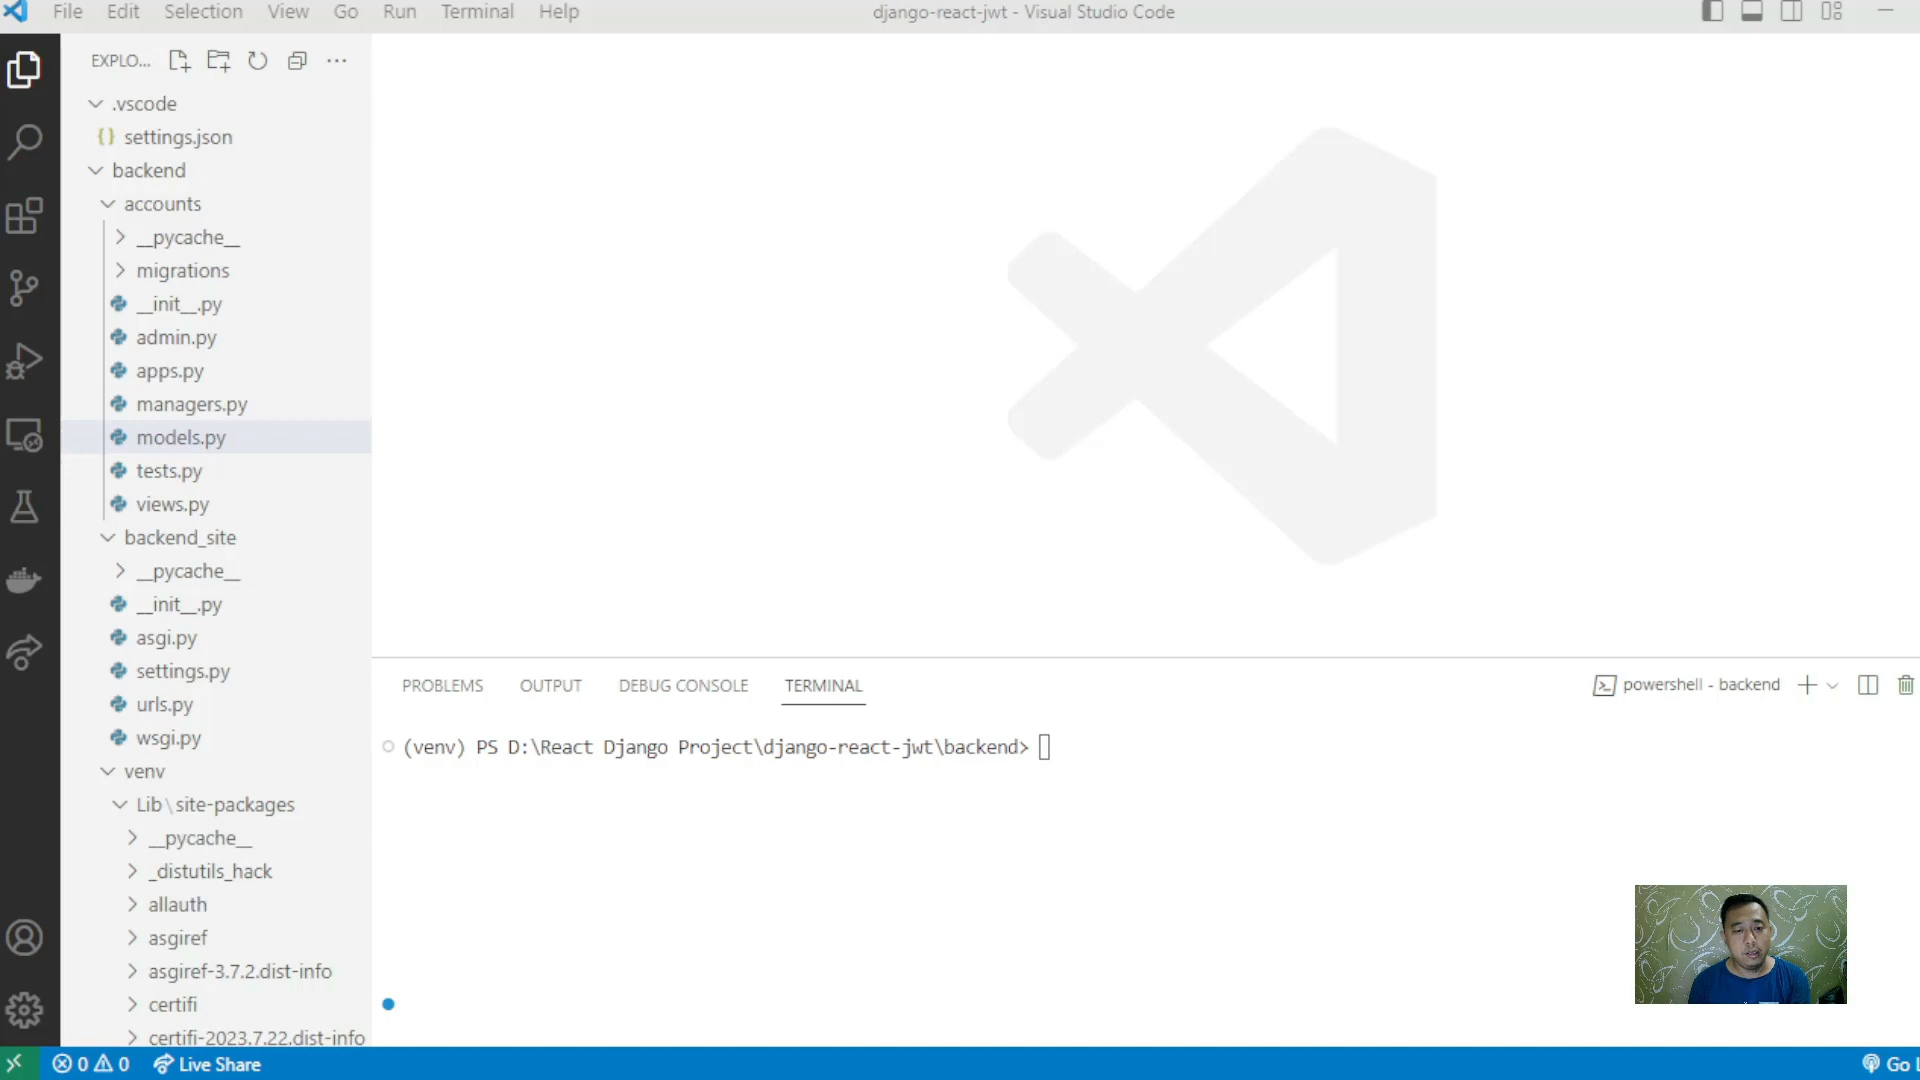 File Edit Selection View Go Run Terminal Help
django-react-jwt - Visual Studio Code
EXPLO...
.vscode
{} settings.json
backend
accounts
__pycache__
migrations
__init__.py
admin.py
apps.py
managers.py
models.py
tests.py
views.py
backend_site
__pycache__
__init__.py
asgi.py
settings.py
urls.py
wsgi.py
venv
Lib\site-packages
__pycache__
_distutils_hack
allauth
asgiref
asgiref-3.7.2.dist-info
certifi
certifi-2023.7.22.dist-info
PROBLEMS OUTPUT DEBUG CONSOLE TERMINAL
powershell - backend
(venv) PS D:\React Django Project\django-react-jwt\backend>
0 0 Live Share
Go L